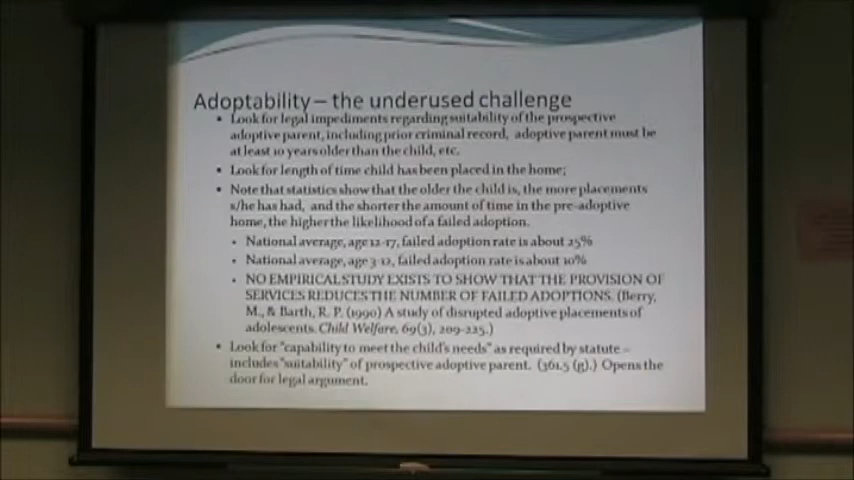 Adoptability – the underused challenge
▪ Look for legal impediments regarding suitability of the prospective
adoptive parent, including prior criminal record, adoptive parent must be
at least 10 years older than the child, etc.
▪ Look for length of time child has been placed in the home;
▪ Note that statistics show that the older the child is, the more placements
s/he has had, and the shorter the amount of time in the pre-adoptive
home, the higher the likelihood of a failed adoption.
▪ National average, age 12-17, failed adoption rate is about 25%
▪ National average, age 3-12, failed adoption rate is about 10%
▪ NO EMPIRICAL STUDY EXISTS TO SHOW THAT THE PROVISION OF
SERVICES REDUCES THE NUMBER OF FAILED ADOPTIONS. (Berry,
M., & Barth, R. P. (1990) A study of disrupted adoptive placements of
adolescents. Child Welfare, 69(3), 209-225.)
▪ Look for "capability to meet the child's needs" as required by statute –
includes "suitability" of prospective adoptive parent. (361.5 (g).) Opens the
door for legal argument.